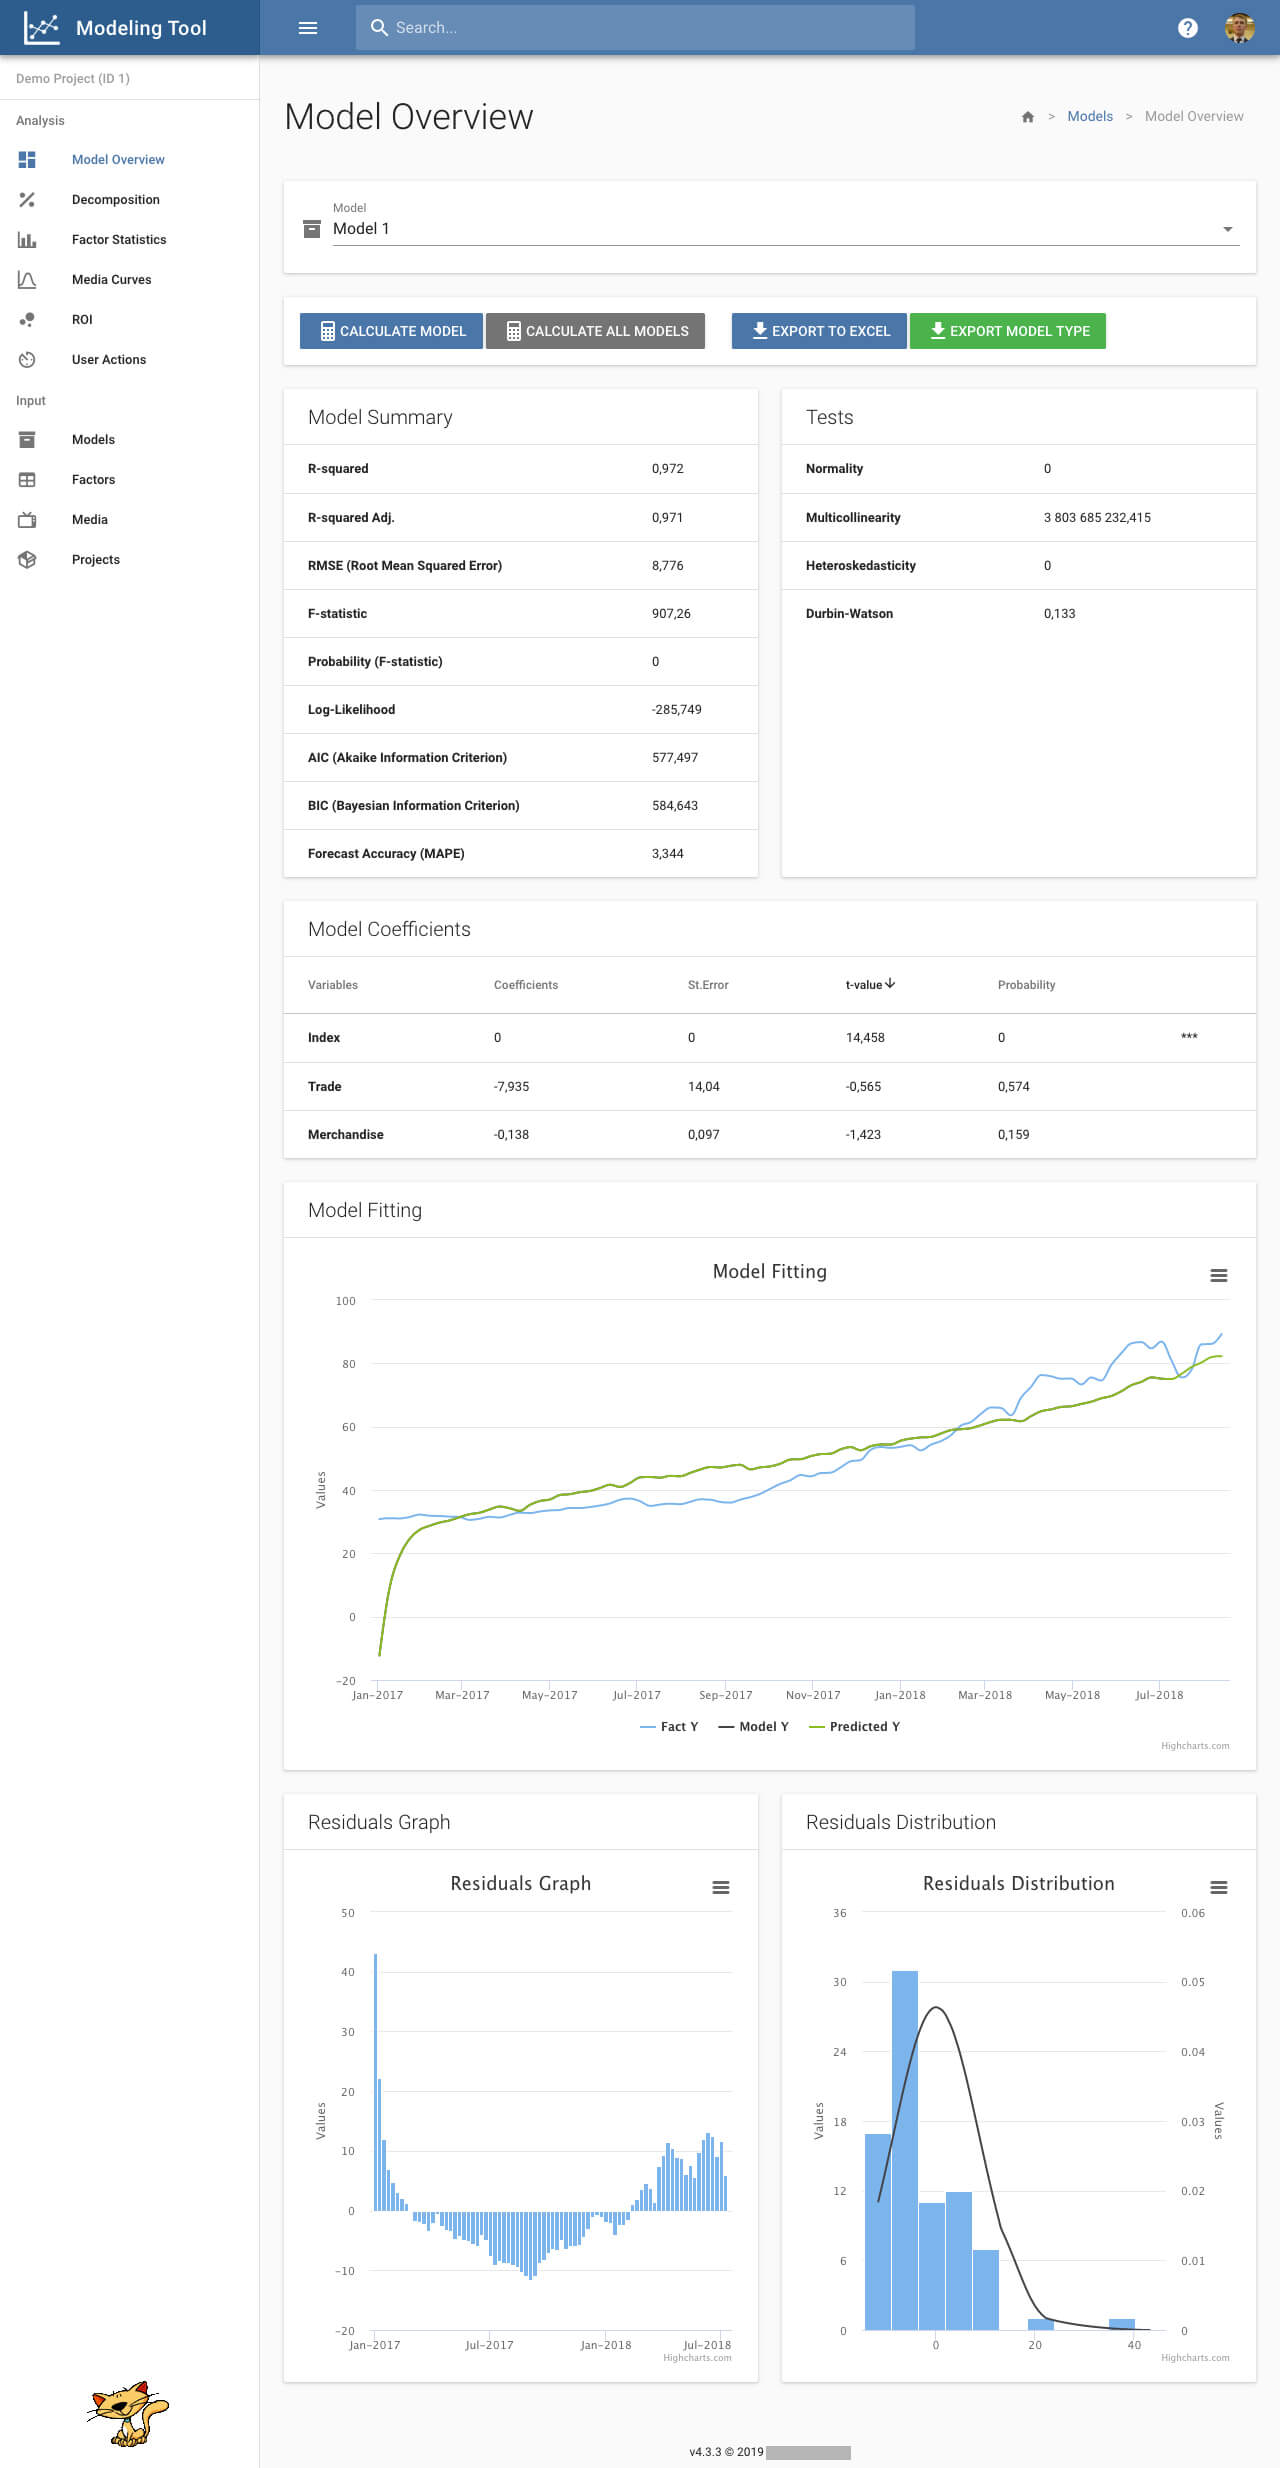 Modeling Tool
Search...
Demo Project (ID 1)
Analysis
Model Overview
Decomposition
Factor Statistics
Media Curves
ROI
User Actions
Input
Models
Factors
Media
Projects
Model Overview
> Models > Model Overview
Model
Model 1
CALCULATE MODEL CALCULATE ALL MODELS EXPORT TO EXCEL EXPORT MODEL TYPE
Model Summary
R-squared 0,972
R-squared Adj. 0,971
RMSE (Root Mean Squared Error) 8,776
F-statistic 907,26
Probability (F-statistic) 0
Log-Likelihood -285,749
AIC (Akaike Information Criterion) 577,497
BIC (Bayesian Information Criterion) 584,643
Forecast Accuracy (MAPE) 3,344
Tests
Normality 0
Multicollinearity 3 803 685 232,415
Heteroskedasticity 0
Durbin-Watson 0,133
Model Coefficients
Variables Coefficients St.Error t-value Probability
Index 0 0 14,458 0 ***
Trade -7,935 14,04 -0,565 0,574
Merchandise -0,138 0,097 -1,423 0,159
Model Fitting
Model Fitting
100
80
60
40
20
0
-20
Values
Jan-2017 Mar-2017 May-2017 Jul-2017 Sep-2017 Nov-2017 Jan-2018 Mar-2018 May-2018 Jul-2018
Fact Y Model Y Predicted Y
Highcharts.com
Residuals Graph
Residuals Graph
50
40
30
20
10
0
-10
-20
Values
Jan-2017 Jul-2017 Jan-2018 Jul-2018
Highcharts.com
Residuals Distribution
Residuals Distribution
36 0.06
30 0.05
24 0.04
18 0.03
12 0.02
6 0.01
0 0
Values Values
0 20 40
Highcharts.com
v4.3.3 © 2019